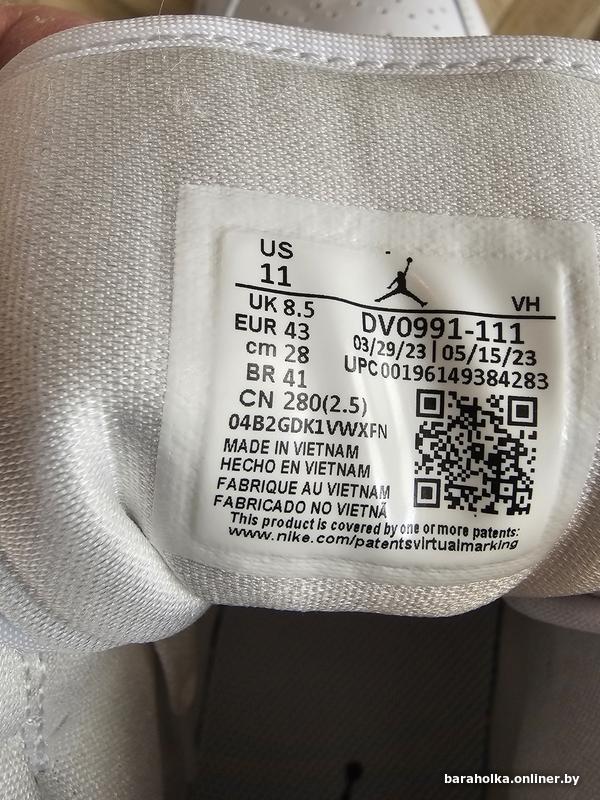 US
11
VH
UK 8.5
EUR 43
cm 28
BR 41
CN 280(2.5)
DV0991-111
03/29/23 | 05/15/23
UPC00196149384283
04B2GDK1VWXFN
MADE IN VIETNAM
HECHO EN VIETNAM
FABRIQUE AU VIETNAM
FABRICADO NO VIETNÃ
This product is covered by one or more patents:
www.nike.com/patentsvirtualmarking
baraholka.onliner.by